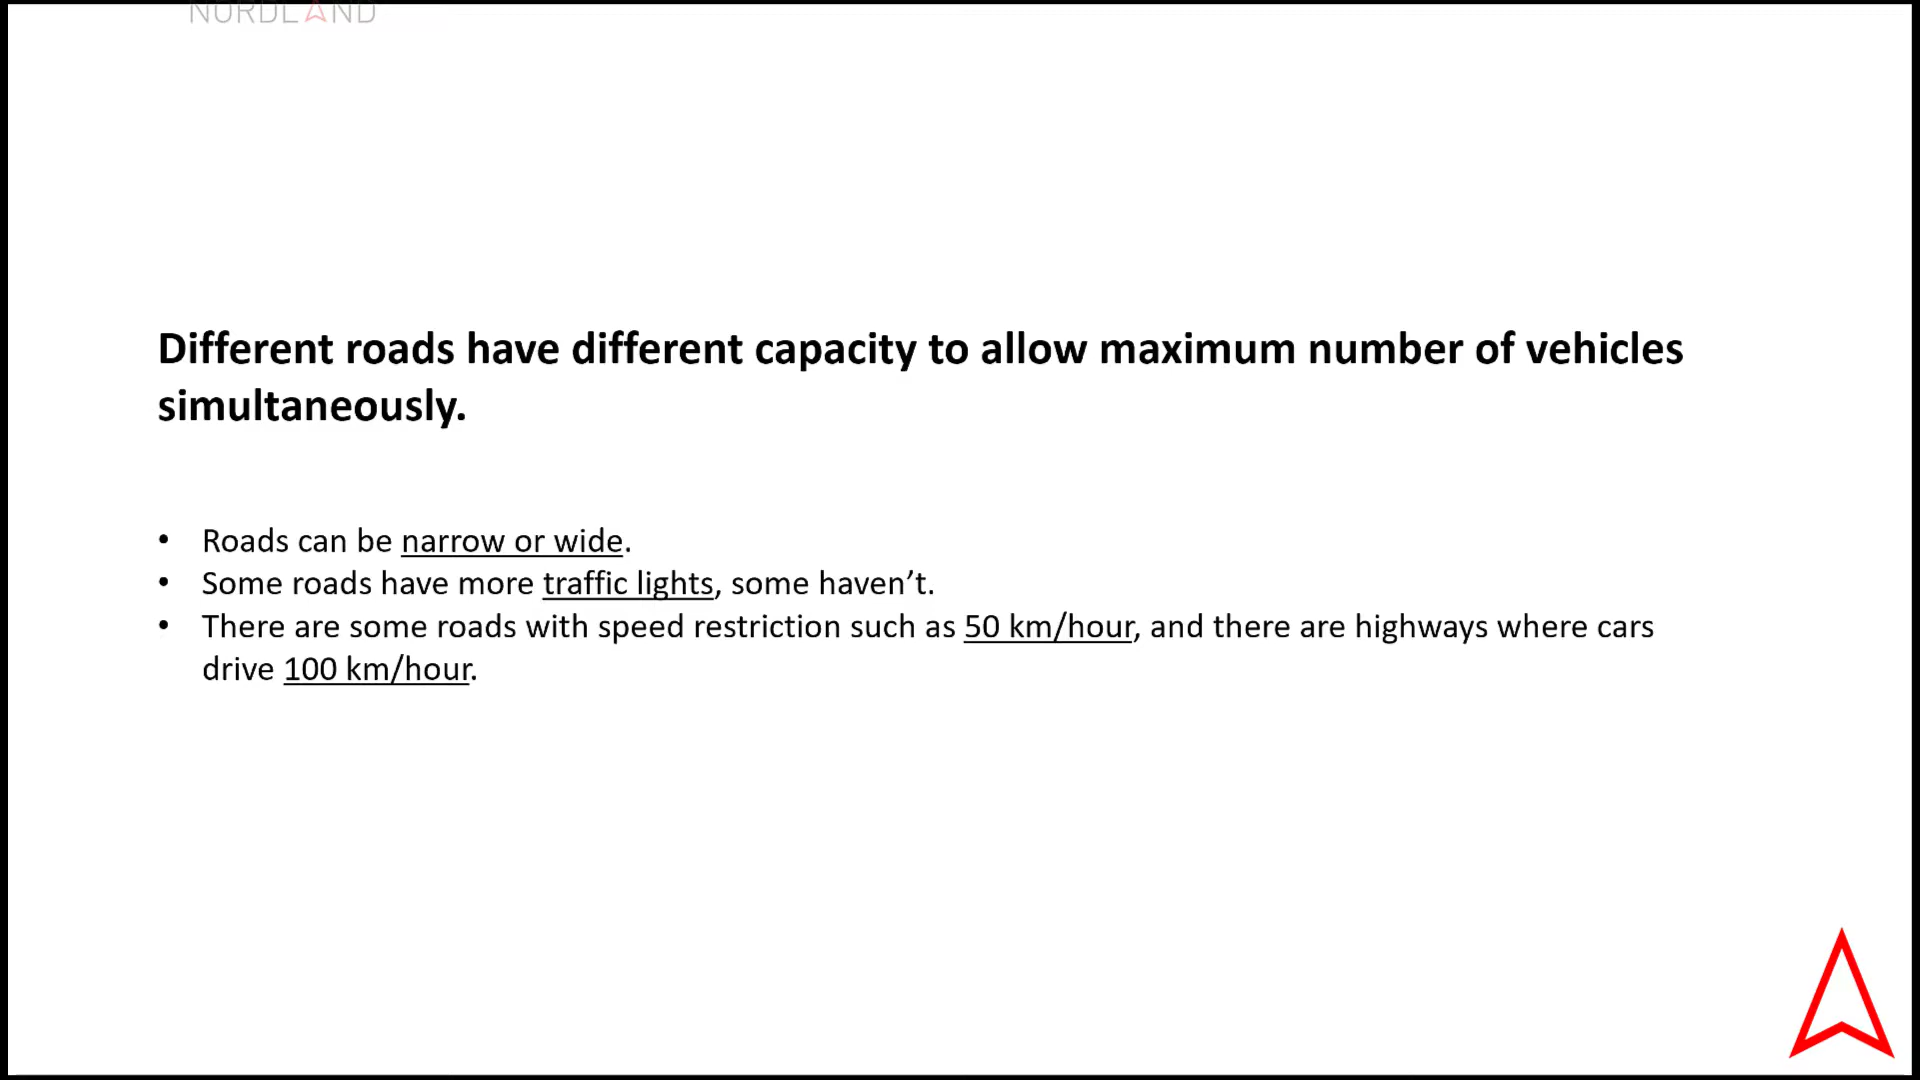 NORDLAND
Different roads have different capacity to allow maximum number of vehicles
simultaneously.
• Roads can be narrow or wide.
• Some roads have more traffic lights, some haven’t.
• There are some roads with speed restriction such as 50 km/hour, and there are highways where cars
drive 100 km/hour.